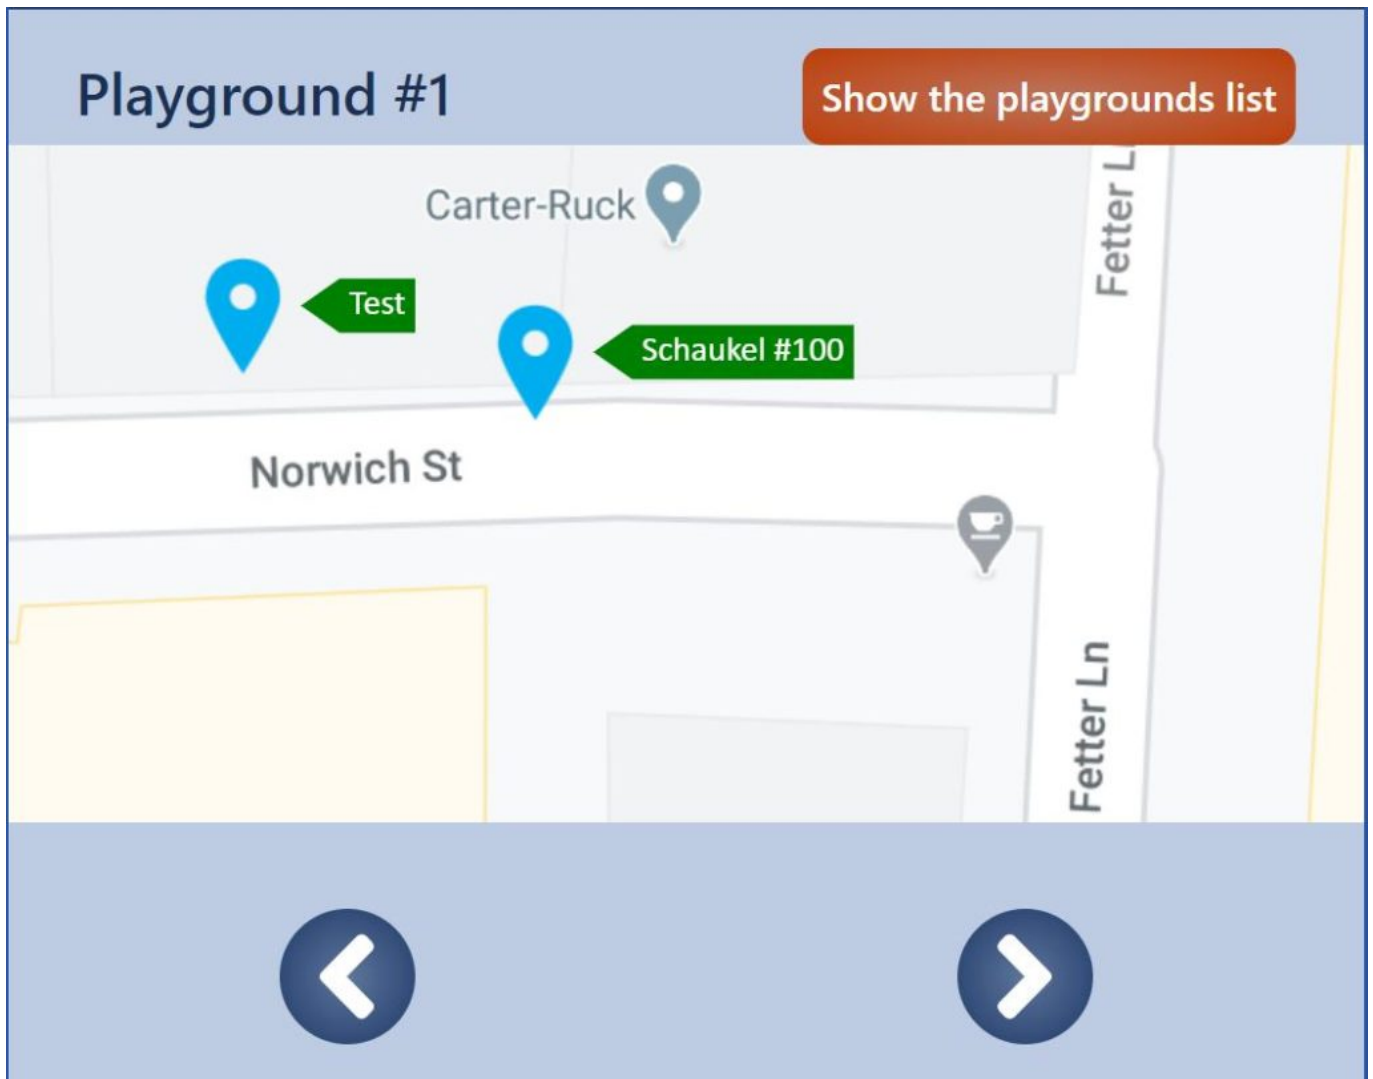 Playground #1
Show the playgrounds list
Carter-Ruck
Fetter L
Test
Schaukel #100
Norwich St
Fetter Ln